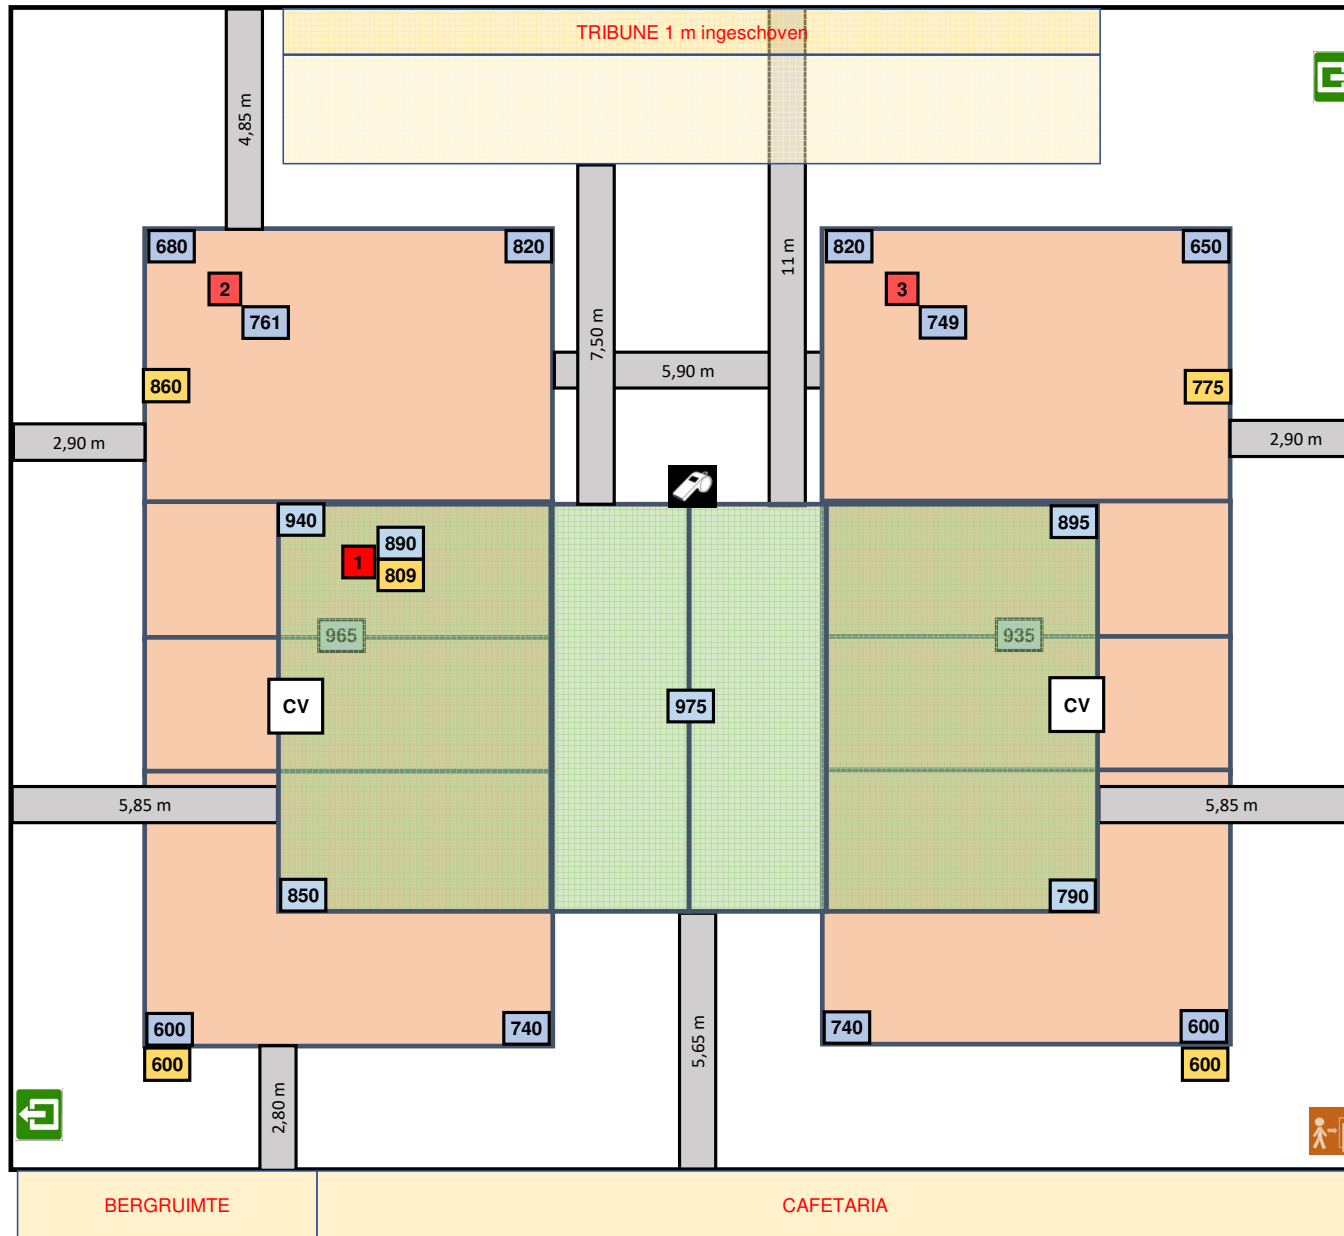 TRIBUNE 1 m ingeschoven
4,85 m
11 m
680
820
820
650
2
761
3
749
7,50 m
5,90 m
860
775
2,90 m
2,90 m
940
895
890
1
809
965
935
CV
975
CV
5,85 m
5,85 m
850
790
600
740
740
600
600
600
5,65 m
2,80 m
BERGRUIMTE
CAFETARIA